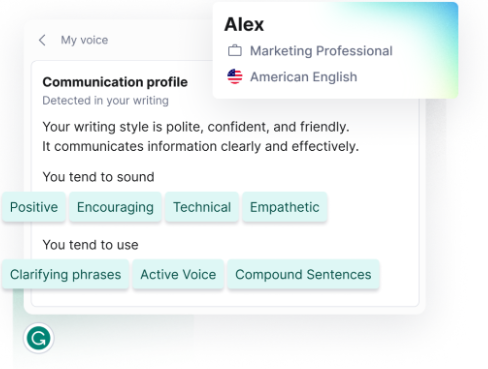 Alex
Marketing Professional
American English
My voice
Communication profile
Detected in your writing
Your writing style is polite, confident, and friendly.
It communicates information clearly and effectively.
You tend to sound
Positive Encouraging Technical Empathetic
You tend to use
Clarifying phrases Active Voice Compound Sentences